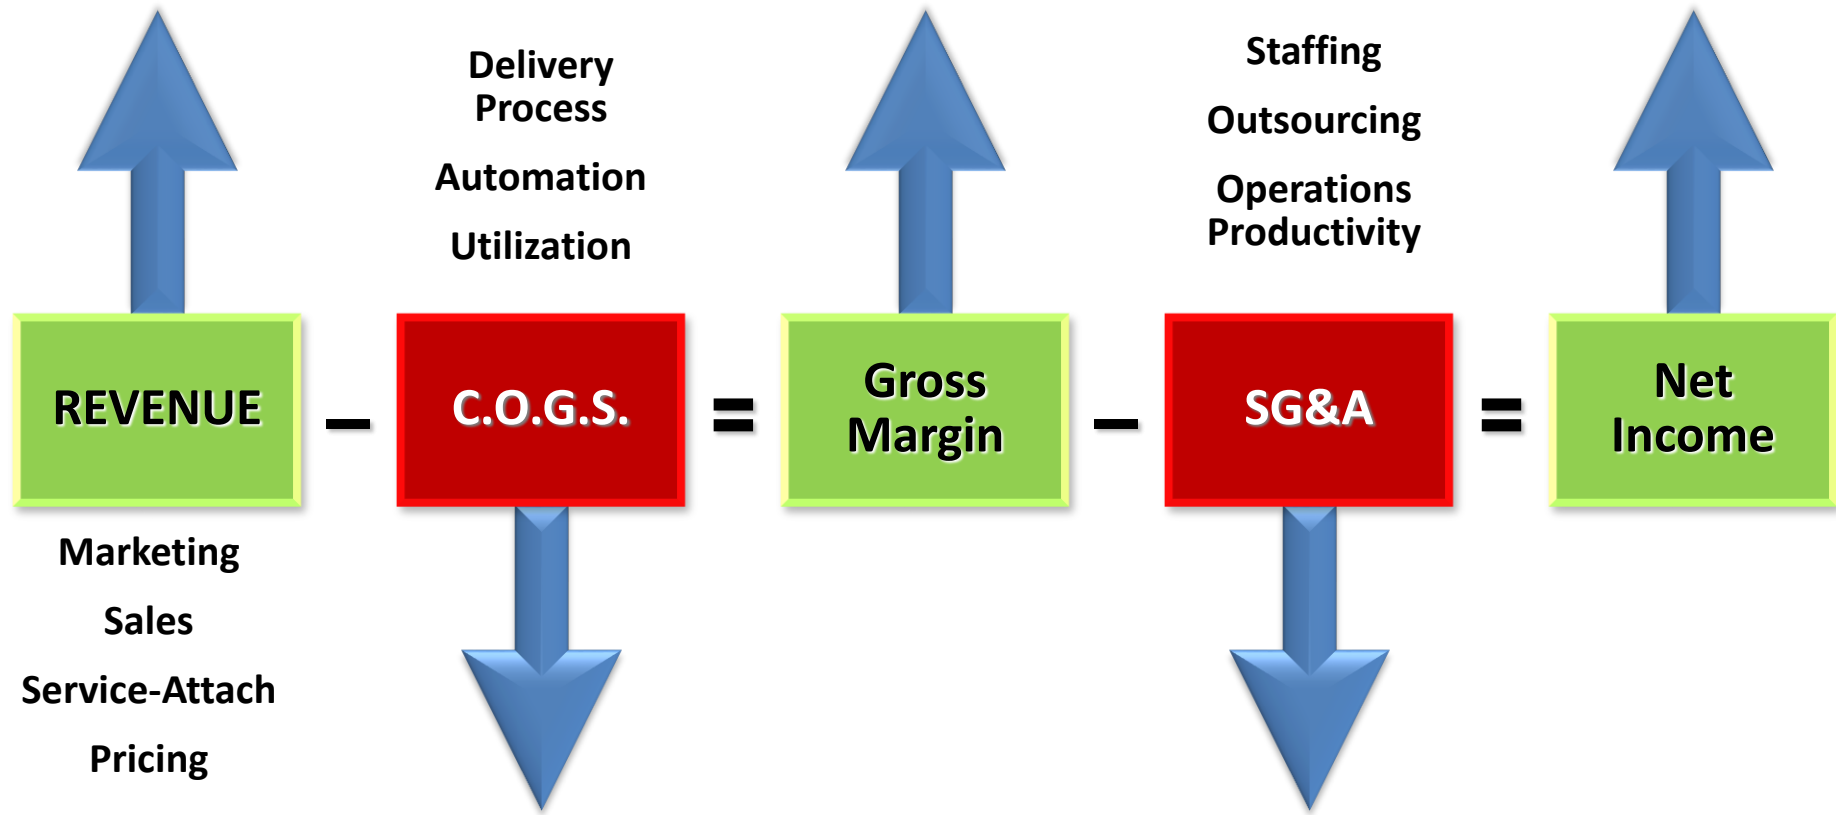 Delivery
Process
Automation
Utilization
Staffing
Outsourcing
Operations
Productivity
REVENUE
–
C.O.G.S.
=
Gross
Margin
–
SG&A
=
Net
Income
Marketing
Sales
Service-Attach
Pricing